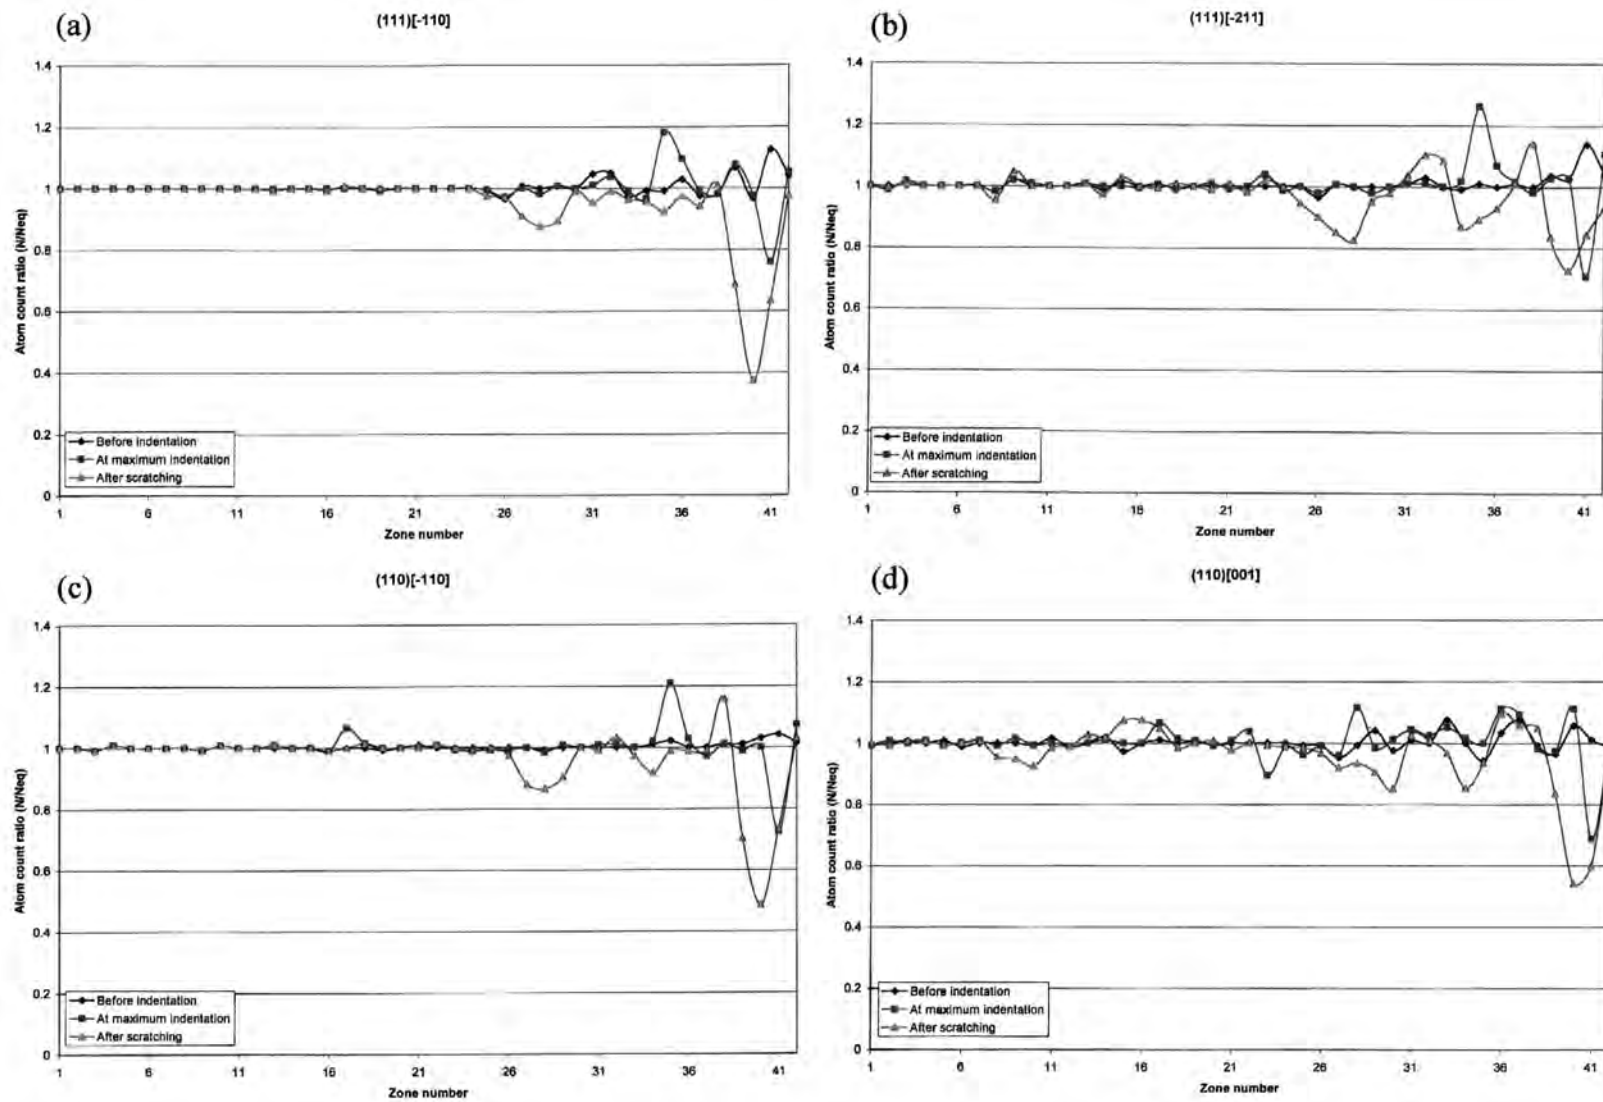 (a)
(111)[-110]
Atom count ratio (N/Neq)
1.4
1.2
1
0.8
0.6
0.4
0.2
0
Before indentation
At maximum indentation
After scratching
1 6 11 16 21 26 31 36 41
Zone number
(b)
(111)[-211]
Atom count ratio (N/Neq)
1.4
1.2
1
0.8
0.6
0.4
0.2
0
Before indentation
At maximum indentation
After scratching
1 6 11 16 21 26 31 36 41
Zone number
(c)
(110)[-110]
Atom count ratio (N/Neq)
1.4
1.2
1
0.8
0.6
0.4
0.2
0
Before indentation
At maximum indentation
After scratching
1 6 11 16 21 26 31 36 41
Zone number
(d)
(110)[001]
Atom count ratio (N/Neq)
1.4
1.2
1
0.8
0.6
0.4
0.2
0
Before indentation
At maximum indentation
After scratching
1 6 11 16 21 26 31 36 41
Zone number